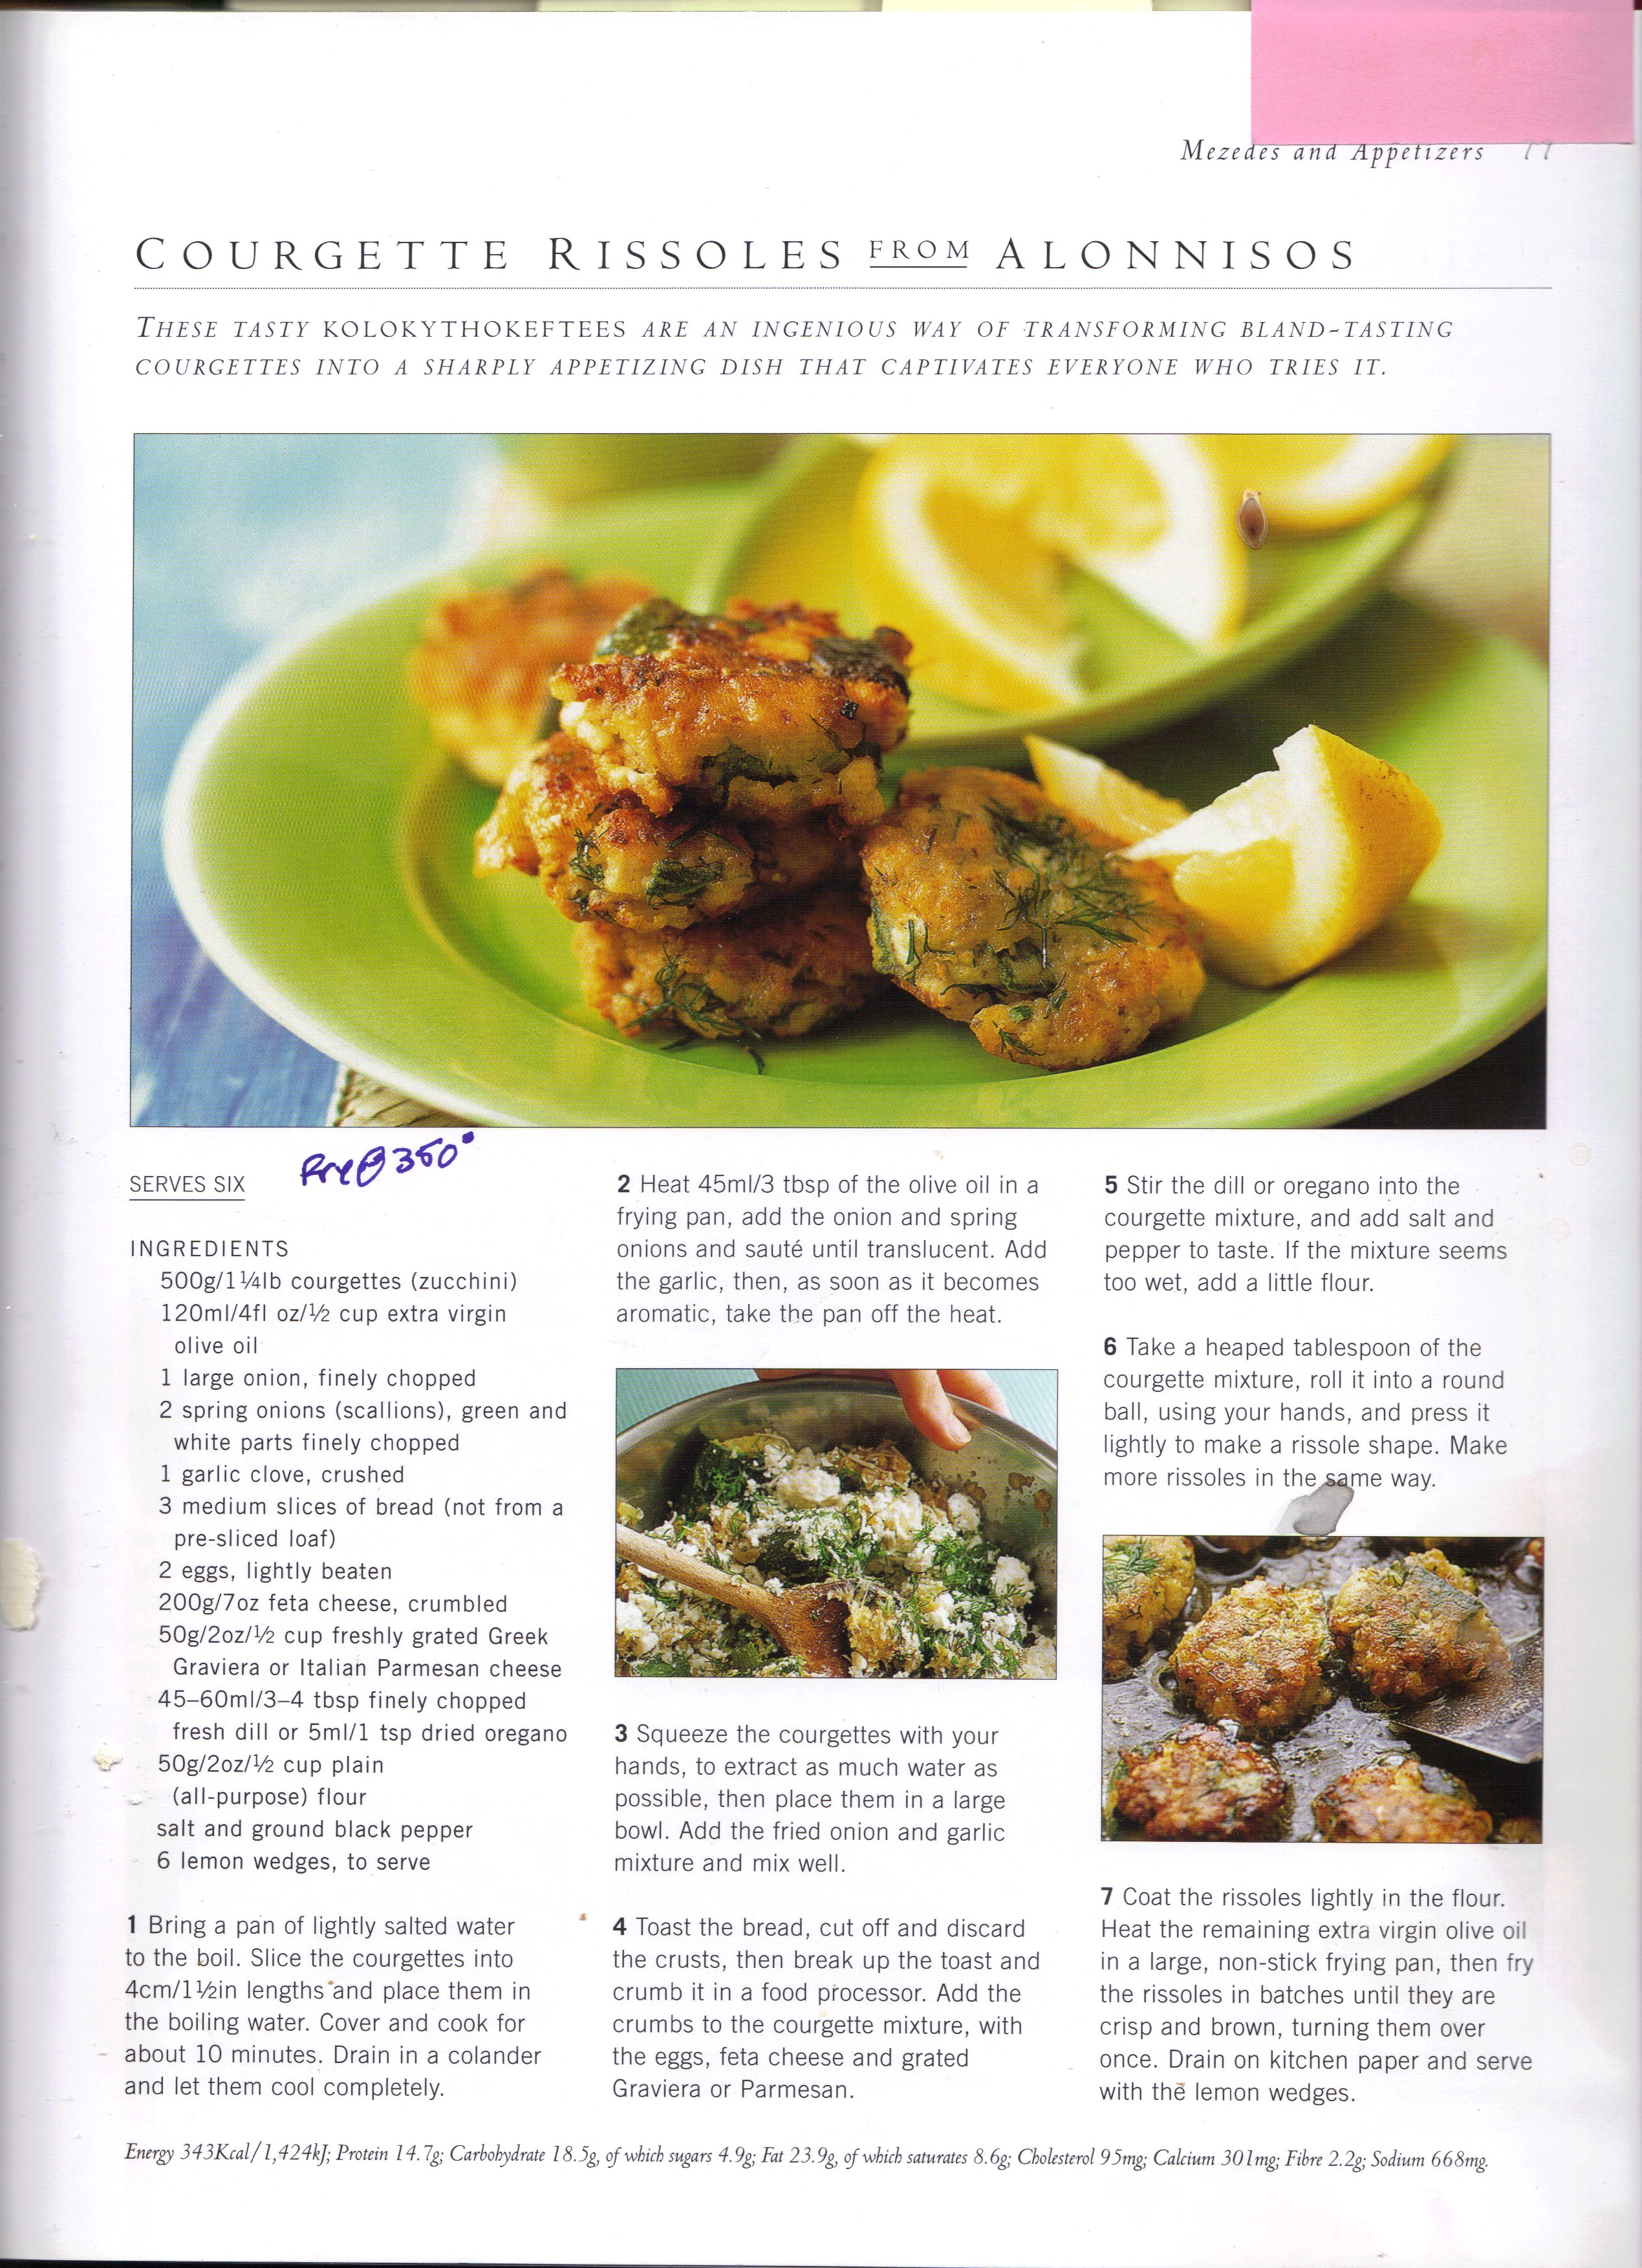 Mezedes and Appetizers
COURGETTE RISSOLES FROM ALONNISOS
THESE TASTY KOLOKYTHOKEFTEES ARE AN INGENIOUS WAY OF TRANSFORMING BLAND-TASTING
COURGETTES INTO A SHARPLY APPETIZING DISH THAT CAPTIVATES EVERYONE WHO TRIES IT.
Fry @ 350°
SERVES SIX
INGREDIENTS
500g/1¼lb courgettes (zucchini)
120ml/4fl oz/½ cup extra virgin
olive oil
1 large onion, finely chopped
2 spring onions (scallions), green and
white parts finely chopped
1 garlic clove, crushed
3 medium slices of bread (not from a
pre-sliced loaf)
2 eggs, lightly beaten
200g/7oz feta cheese, crumbled
50g/2oz/½ cup freshly grated Greek
Graviera or Italian Parmesan cheese
45–60ml/3–4 tbsp finely chopped
fresh dill or 5ml/1 tsp dried oregano
50g/2oz/½ cup plain
(all-purpose) flour
salt and ground black pepper
6 lemon wedges, to serve
1 Bring a pan of lightly salted water
to the boil. Slice the courgettes into
4cm/1½in lengths and place them in
the boiling water. Cover and cook for
about 10 minutes. Drain in a colander
and let them cool completely.
2 Heat 45ml/3 tbsp of the olive oil in a
frying pan, add the onion and spring
onions and sauté until translucent. Add
the garlic, then, as soon as it becomes
aromatic, take the pan off the heat.
3 Squeeze the courgettes with your
hands, to extract as much water as
possible, then place them in a large
bowl. Add the fried onion and garlic
mixture and mix well.
4 Toast the bread, cut off and discard
the crusts, then break up the toast and
crumb it in a food processor. Add the
crumbs to the courgette mixture, with
the eggs, feta cheese and grated
Graviera or Parmesan.
5 Stir the dill or oregano into the
courgette mixture, and add salt and
pepper to taste. If the mixture seems
too wet, add a little flour.
6 Take a heaped tablespoon of the
courgette mixture, roll it into a round
ball, using your hands, and press it
lightly to make a rissole shape. Make
more rissoles in the same way.
7 Coat the rissoles lightly in the flour.
Heat the remaining extra virgin olive oil
in a large, non-stick frying pan, then fry
the rissoles in batches until they are
crisp and brown, turning them over
once. Drain on kitchen paper and serve
with the lemon wedges.
Energy 343Kcal/1,424kJ; Protein 14.7g; Carbohydrate 18.5g, of which sugars 4.9g; Fat 23.9g, of which saturates 8.6g; Cholesterol 95mg; Calcium 301mg; Fibre 2.2g; Sodium 668mg.